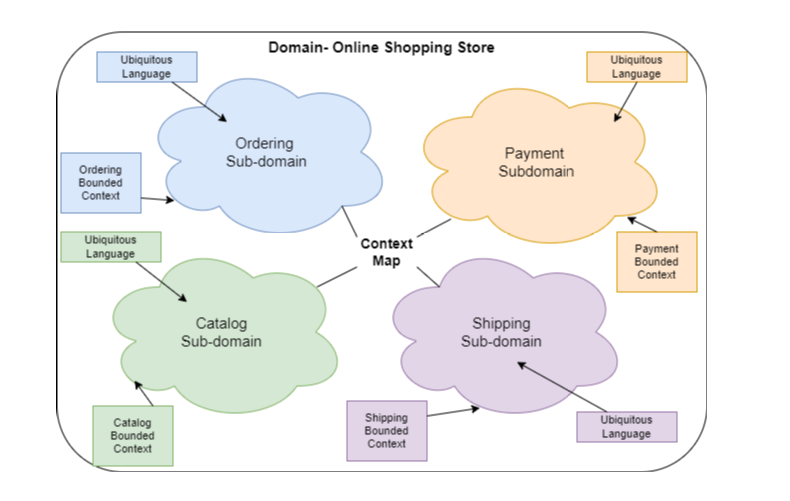 Domain- Online Shopping Store
Ubiquitous
Language
Ubiquitous
Language
Ordering
Sub-domain
Payment
Subdomain
Ordering
Bounded
Context
Ubiquitous
Language
Context
Map
Payment
Bounded
Context
Catalog
Sub-domain
Shipping
Sub-domain
Catalog
Bounded
Context
Shipping
Bounded
Context
Ubiquitous
Language